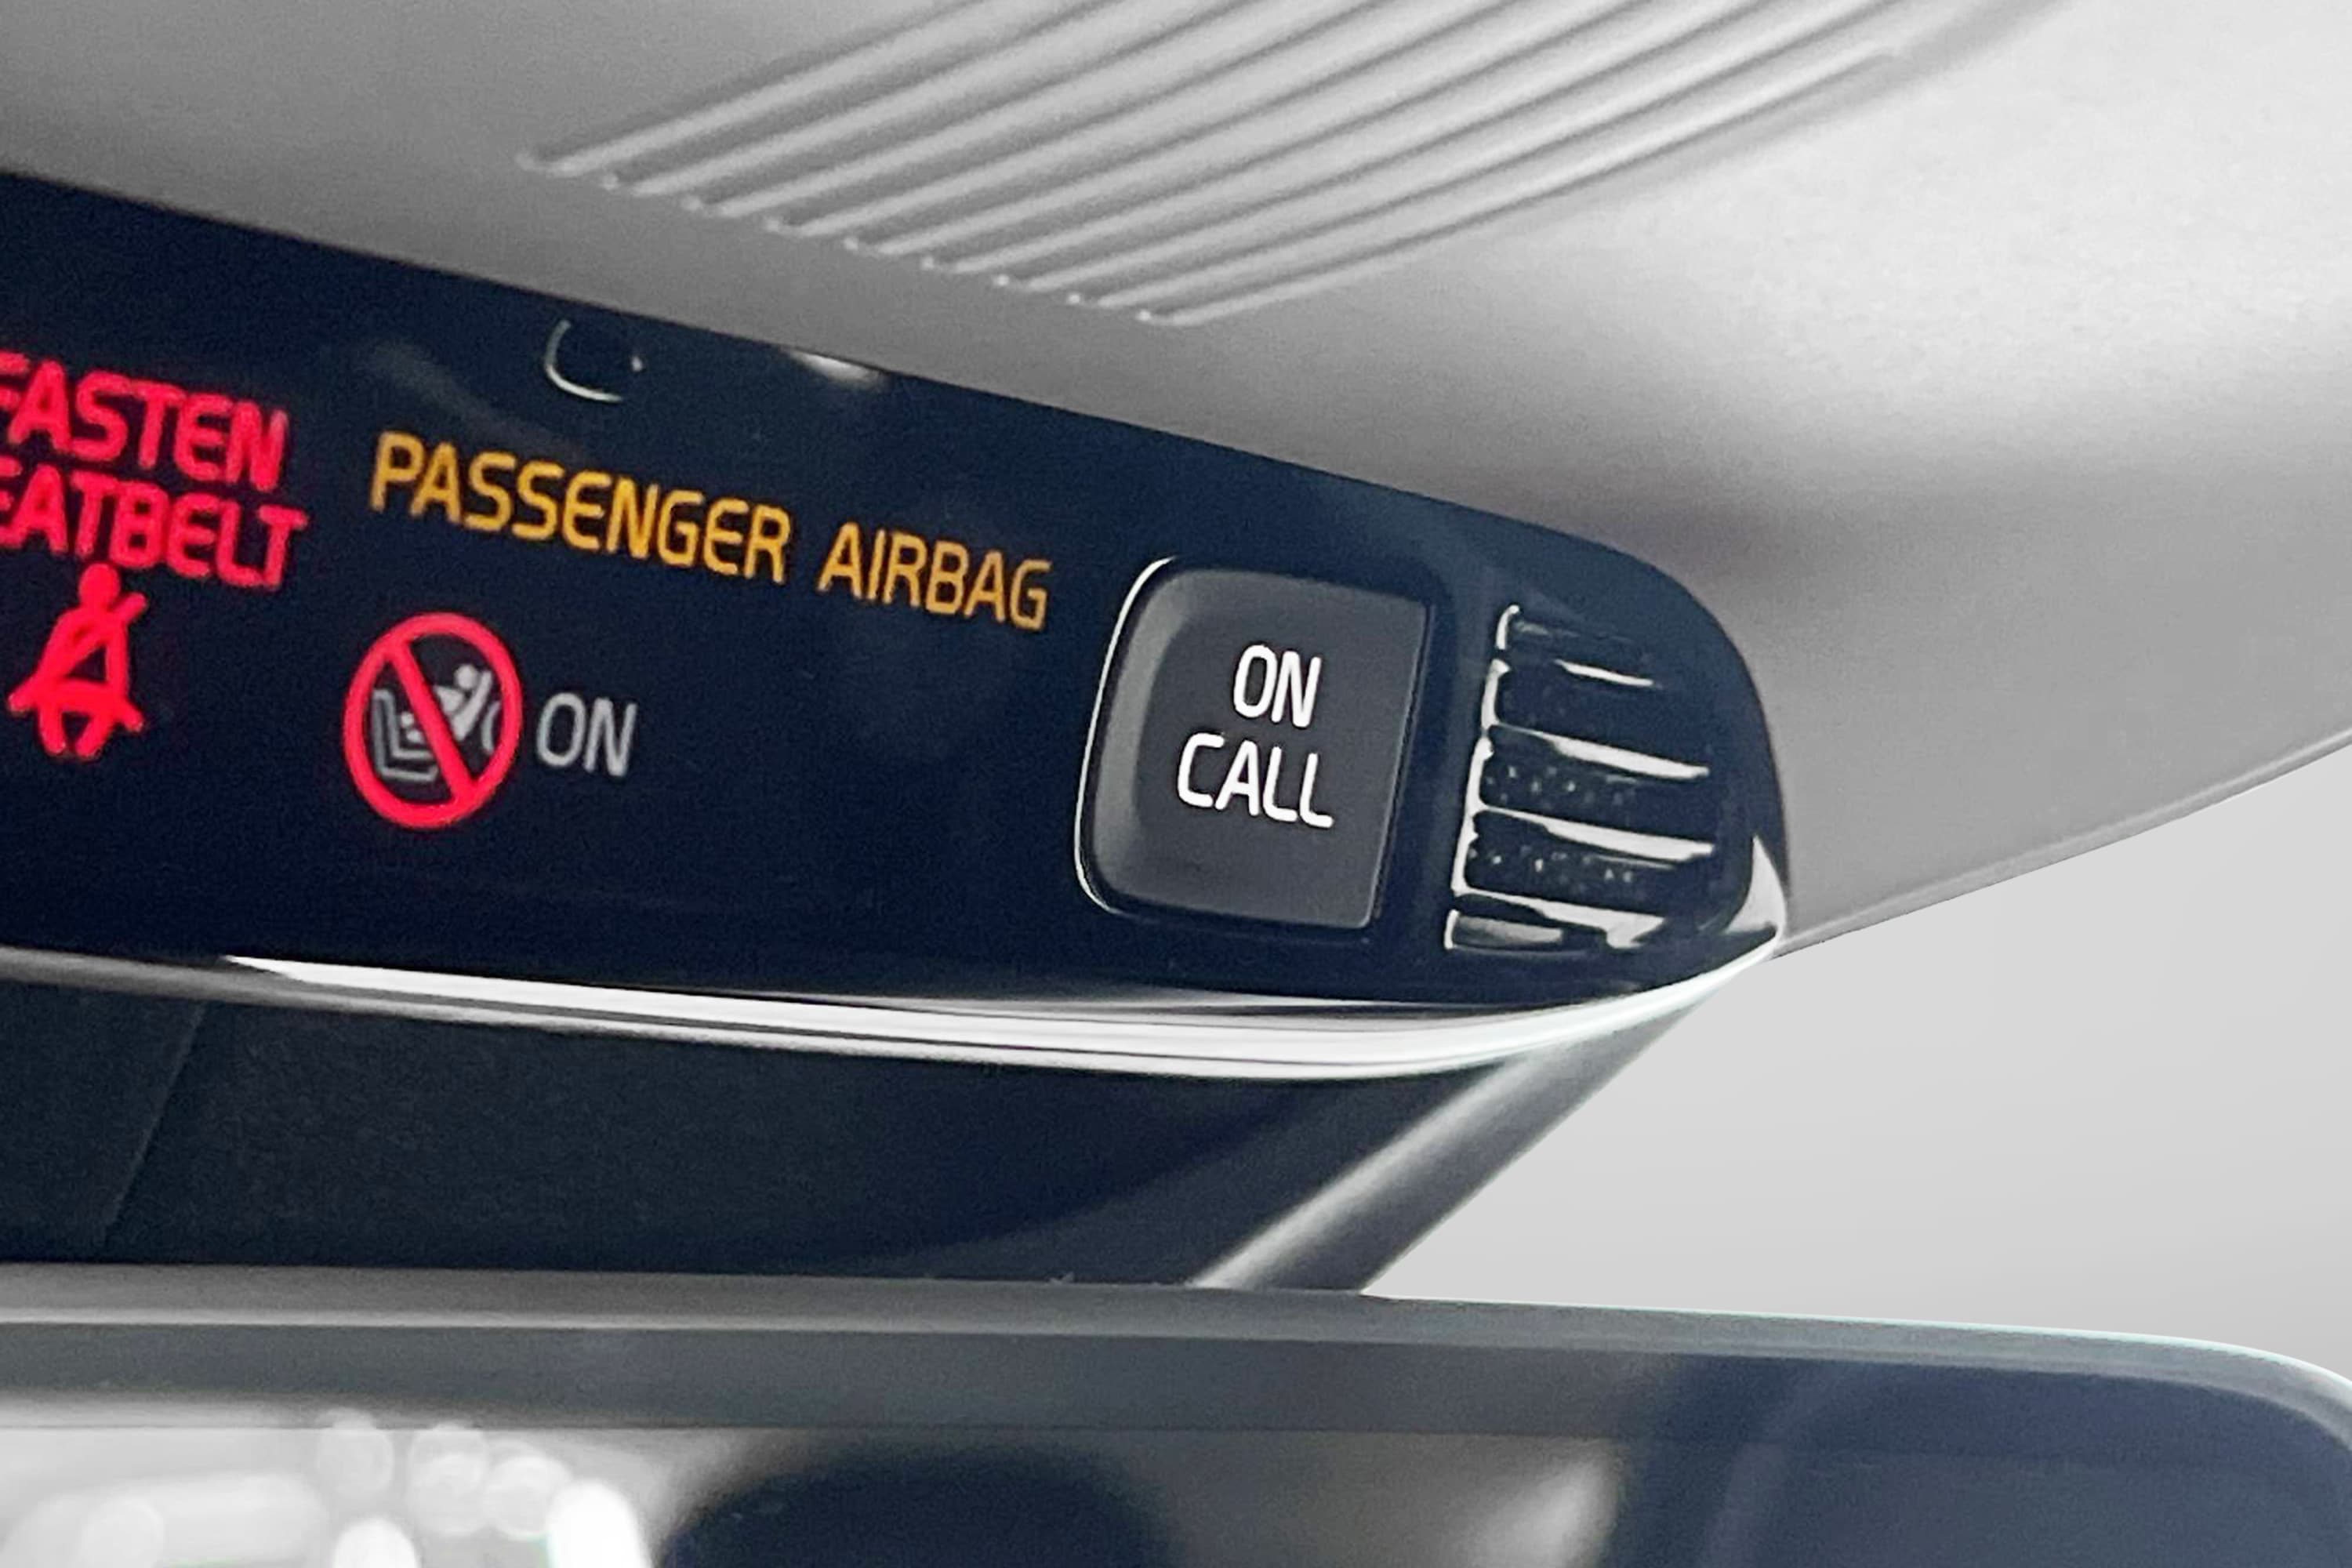 FASTEN
EATBELT
PASSENGER AIRBAG
ON
ON
CALL